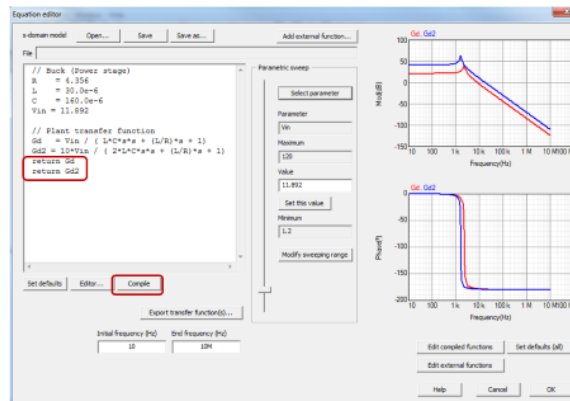 Equation editor
s-domain model
Open...
Save
Save as...
Add external function...
File
// Buck (Power stage)
R = 4.356
L = 30.0e-6
C = 160.0e-6
Vin = 11.892
// Plant transfer function
Gd = Vin / ( L*C*s*s + (L/R)*s + 1)
Gd2 = 10*Vin / ( 2*L*C*s*s + (L/R)*s + 1)
return Gd
return Gd2
Set defaults
Editor...
Compile
Export transfer function(s)...
Initial frequency (Hz)
End frequency (Hz)
10
10M
Parametric sweep
Select parameter
Parameter
Vin
Maximum
120
Value
11.892
Set this value
Minimum
1.2
Modify sweeping range
Gd, Gd2
Mod(dB)
100
50
0
-50
-100
-150
10 100 1k 10k 100k 1M 10 M100 M
Frequency(Hz)
Gd, Gd2
Phase(º)
0
-50
-100
-150
-200
10 100 1k 10k 100k 1M 10 M100 M
Frequency(Hz)
Edit compiled functions
Set defaults (all)
Edit external functions
Help
Cancel
OK